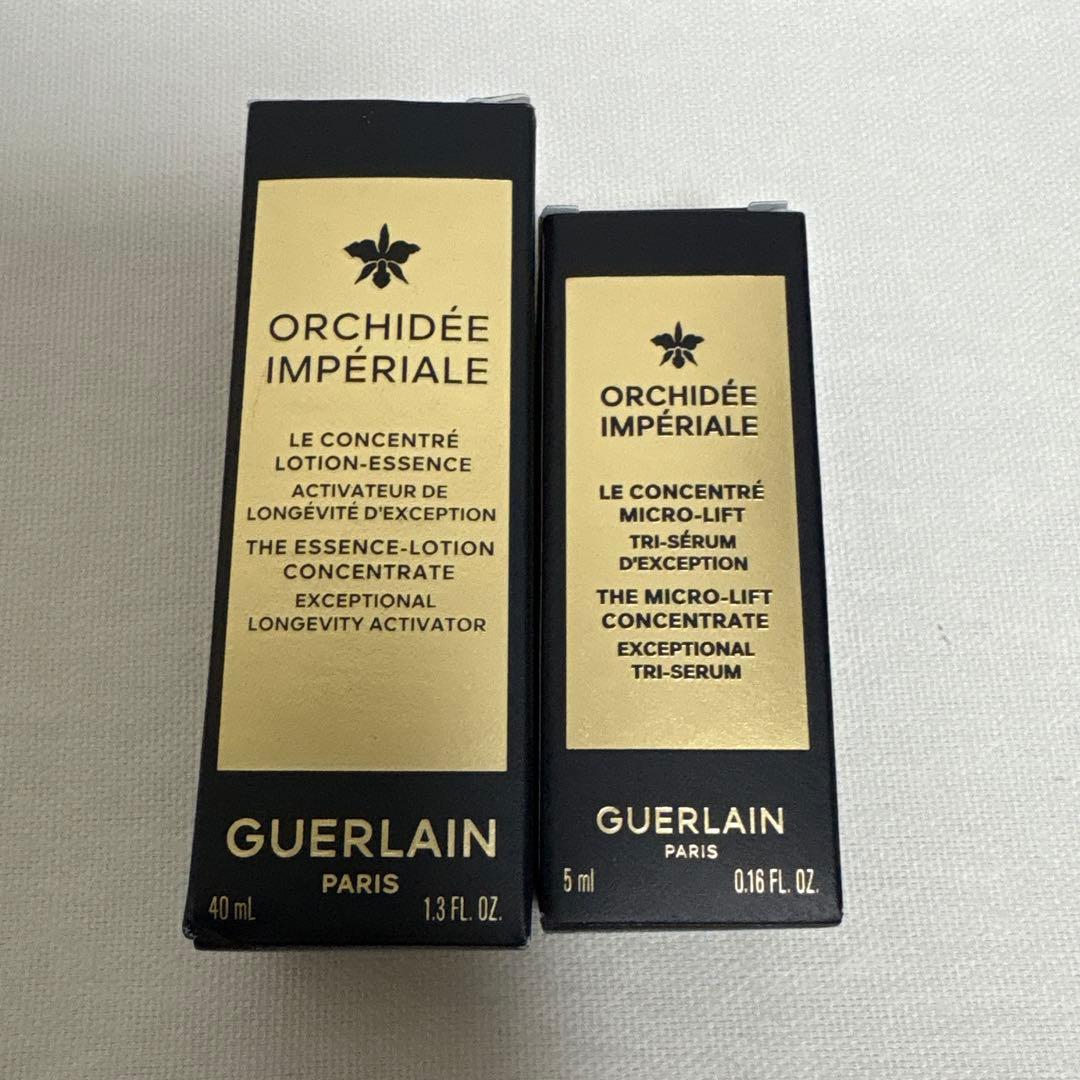 ORCHIDÉE
IMPÉRIALE
LE CONCENTRÉ
LOTION-ESSENCE
ACTIVATEUR DE
LONGÉVITÉ D'EXCEPTION
THE ESSENCE-LOTION
CONCENTRATE
EXCEPTIONAL
LONGEVITY ACTIVATOR
GUERLAIN
PARIS
40 mL 1.3 FL. OZ.
ORCHIDÉE
IMPÉRIALE
LE CONCENTRÉ
MICRO-LIFT
TRI-SÉRUM
D'EXCEPTION
THE MICRO-LIFT
CONCENTRATE
EXCEPTIONAL
TRI-SERUM
GUERLAIN
PARIS
5 ml 0.16 FL. OZ.